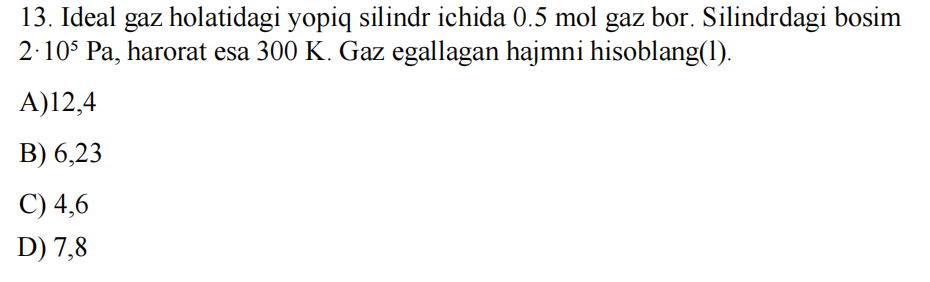 13. Ideal gaz holatidagi yopiq silindr ichida 0.5 mol gaz bor. Silindrdagi bosim
2·10⁵ Pa, harorat esa 300 K. Gaz egallagan hajmni hisoblang(l).
A)12,4
B) 6,23
C) 4,6
D) 7,8